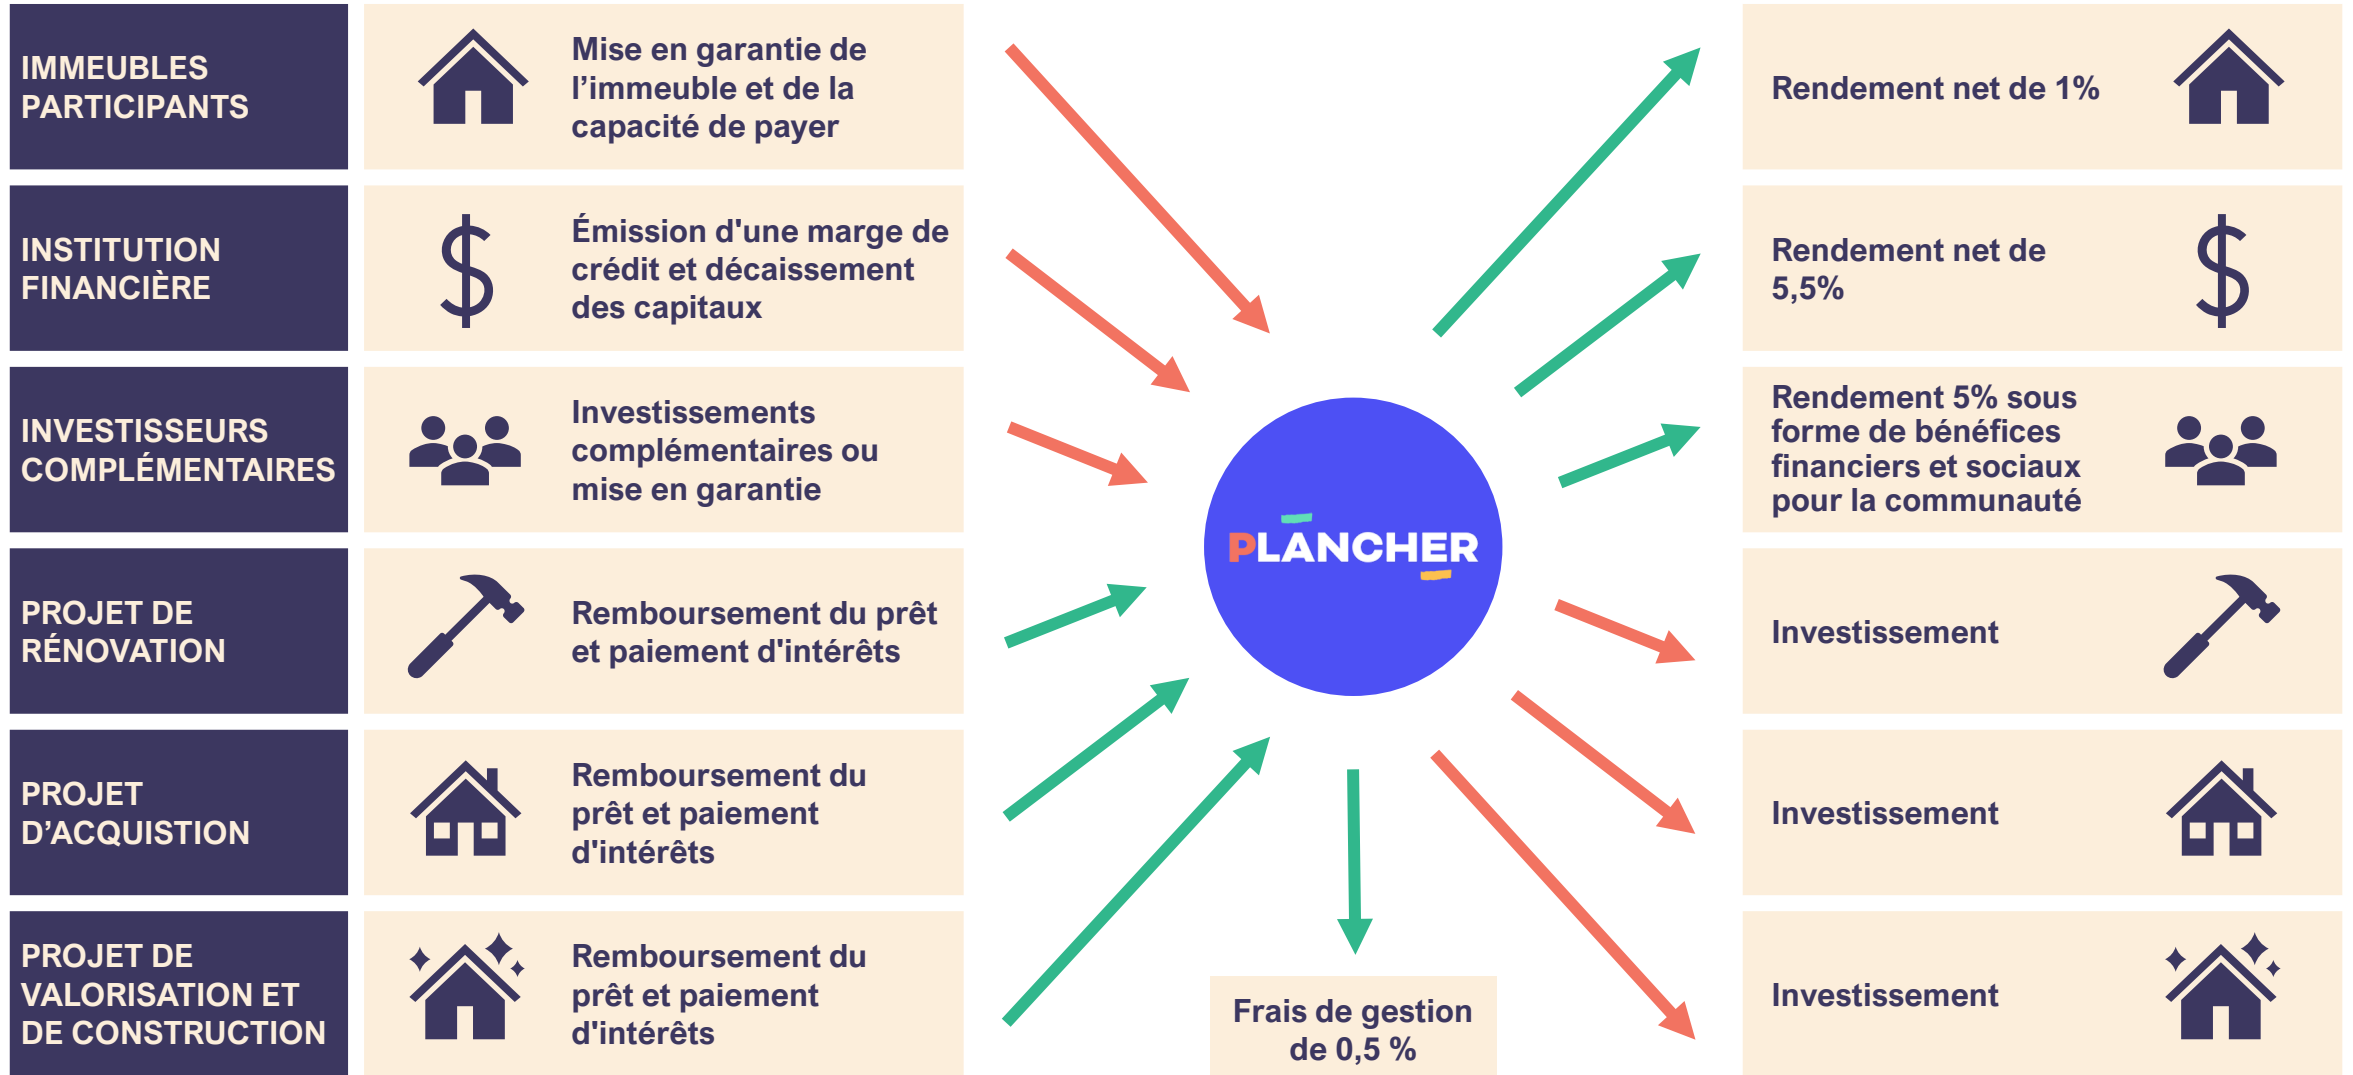 IMMEUBLES
PARTICIPANTS
Mise en garantie de
l’immeuble et de la
capacité de payer
Rendement net de 1%
INSTITUTION
FINANCIÈRE
Émission d'une marge de
crédit et décaissement
des capitaux
Rendement net de
5,5%
INVESTISSEURS
COMPLÉMENTAIRES
Investissements
complémentaires ou
mise en garantie
Rendement 5% sous
forme de bénéfices
financiers et sociaux
pour la communauté
PLANCHER
PROJET DE
RÉNOVATION
Remboursement du prêt
et paiement d'intérêts
Investissement
PROJET
D’ACQUISTION
Remboursement du
prêt et paiement
d'intérêts
Investissement
PROJET DE
VALORISATION ET
DE CONSTRUCTION
Remboursement du
prêt et paiement
d'intérêts
Frais de gestion
de 0,5 %
Investissement